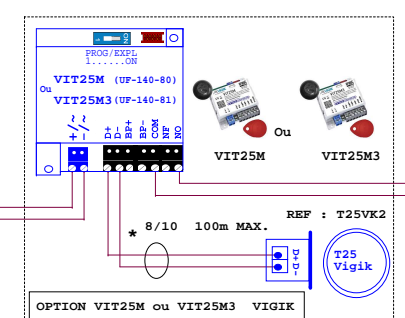 NO
PROG/EXPL
1......ON
VIT25M (UF-140-80)
Ou
VIT25M3 (UF-140-81)
+/~
-/~
D+
D-
BP+
BP-
COM
NF
NO
Ou
VIT25M
VIT25M3
REF : T25VK2
* 8/10 100m MAX.
D+
D-
T25
Vigik
OPTION VIT25M ou VIT25M3 VIGIK